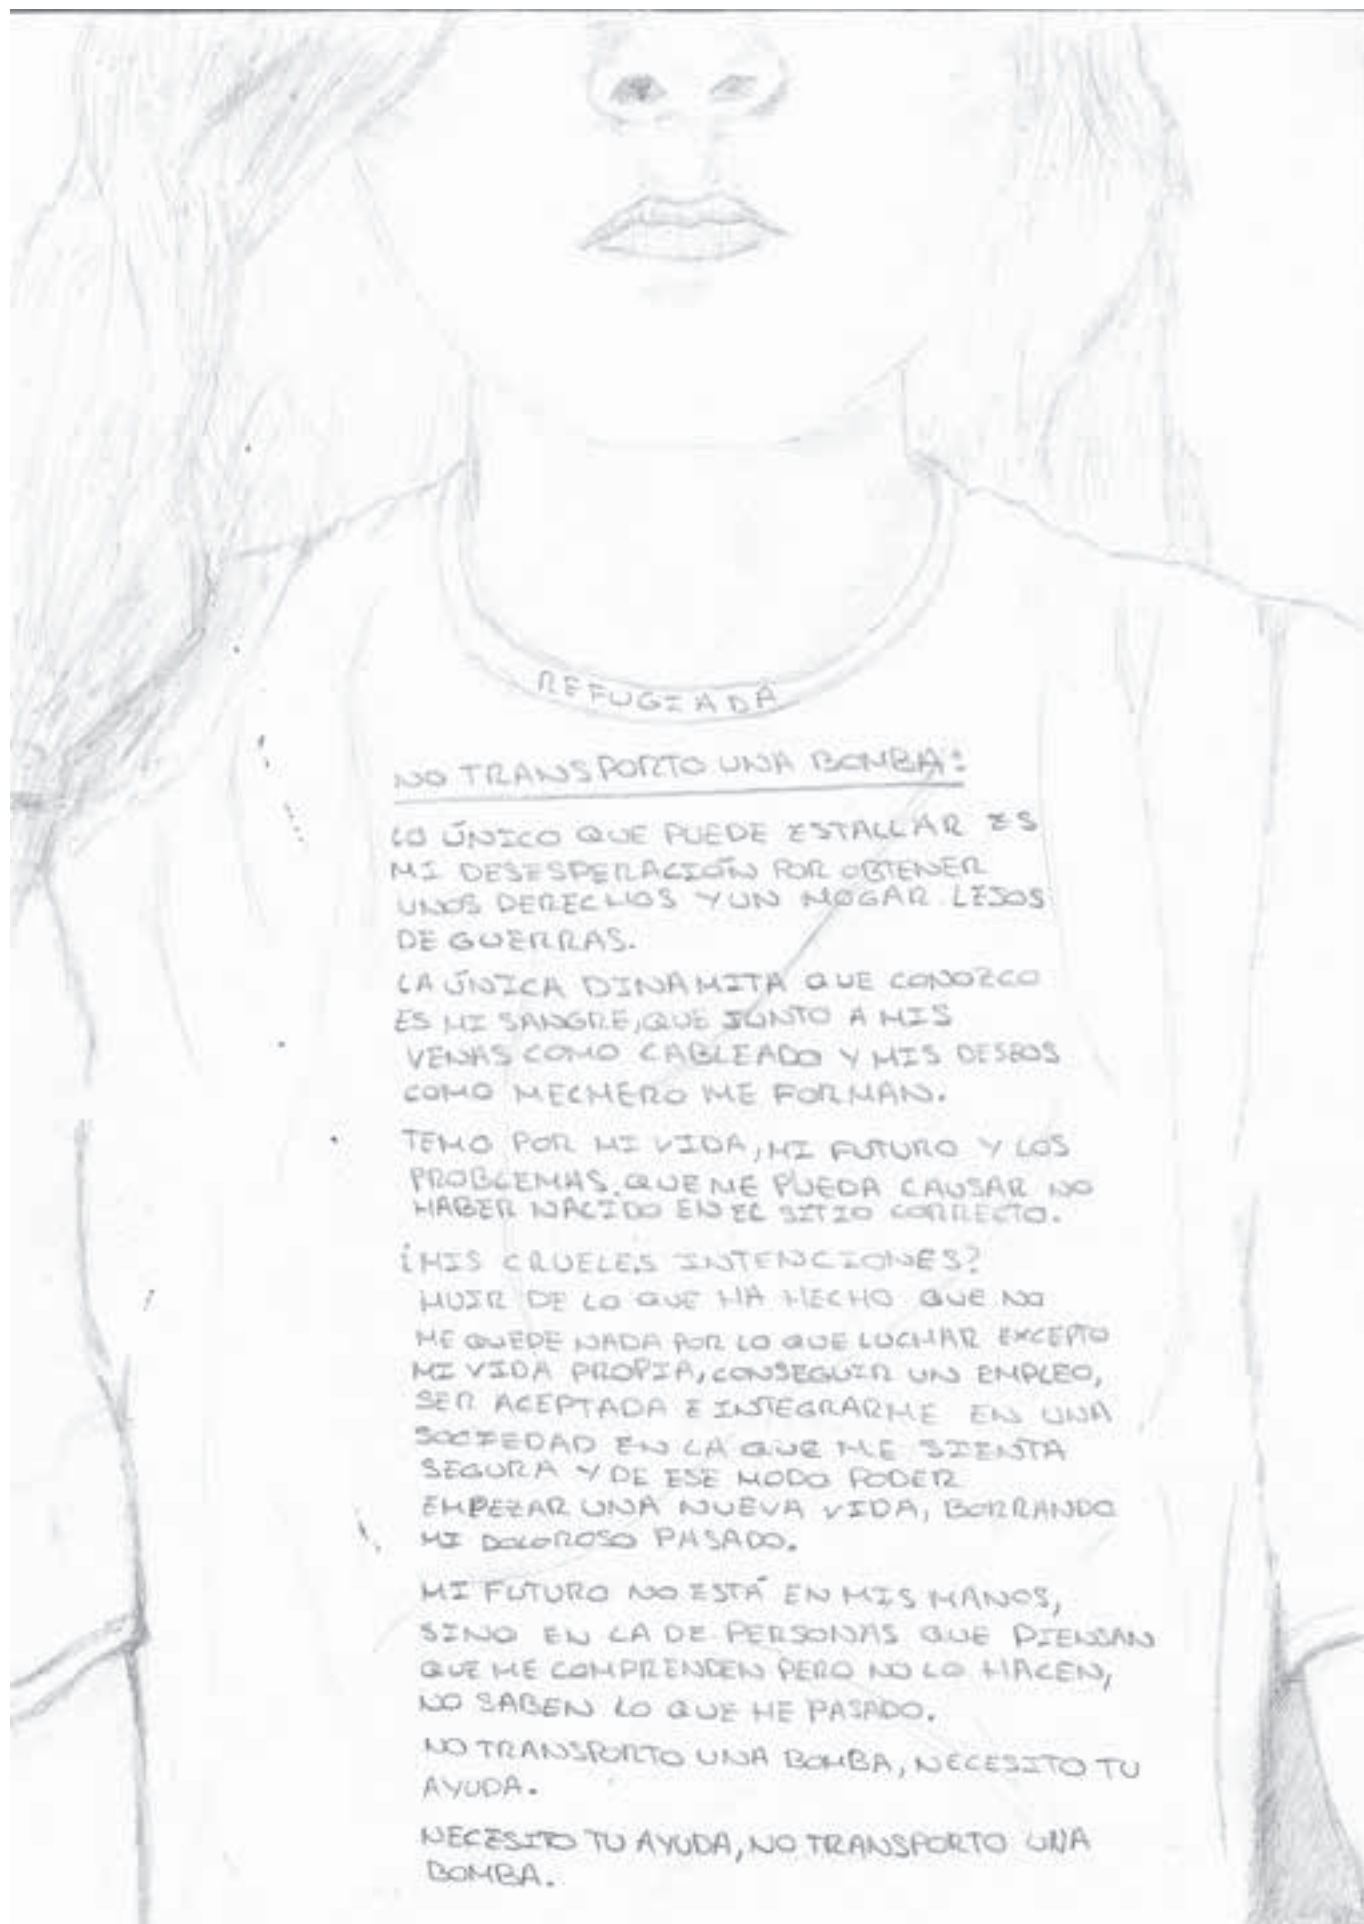 REFUGIADA
NO TRANSPORTO UNA BOMBA:
LO ÚNICO QUE PUEDE ESTALLAR ES
MI DESESPERACIÓN POR OBTENER
UNOS DERECHOS Y UN HOGAR LEJOS
DE GUERRAS.
LA ÚNICA DINAMITA QUE CONOZCO
ES MI SANGRE, QUE JUNTO A MIS
VENAS COMO CABLEADO Y MIS DESEOS
COMO MECHERO ME FORMAN.
TEMO POR MI VIDA, MI FUTURO Y LOS
PROBLEMAS QUE ME PUEDA CAUSAR NO
HABER NACIDO EN EL SITIO CORRECTO.
¿MIS CRUELES INTENCIONES?
HUIR DE LO QUE HA HECHO QUE NO
ME QUEDE NADA POR LO QUE LUCHAR EXCEPTO
MI VIDA PROPIA, CONSEGUIR UN EMPLEO,
SER ACEPTADA E INTEGRARME EN UNA
SOCIEDAD EN LA QUE ME SIENTA
SEGURA Y DE ESE MODO PODER
EMPEZAR UNA NUEVA VIDA, BORRANDO
MI DOLOROSO PASADO.
MI FUTURO NO ESTÁ EN MIS MANOS,
SINO EN LA DE PERSONAS QUE PIENSAN
QUE ME COMPRENDEN PERO NO LO HACEN,
NO SABEN LO QUE HE PASADO.
NO TRANSPORTO UNA BOMBA, NECESITO TU
AYUDA.
NECESITO TU AYUDA, NO TRANSPORTO UNA
BOMBA.